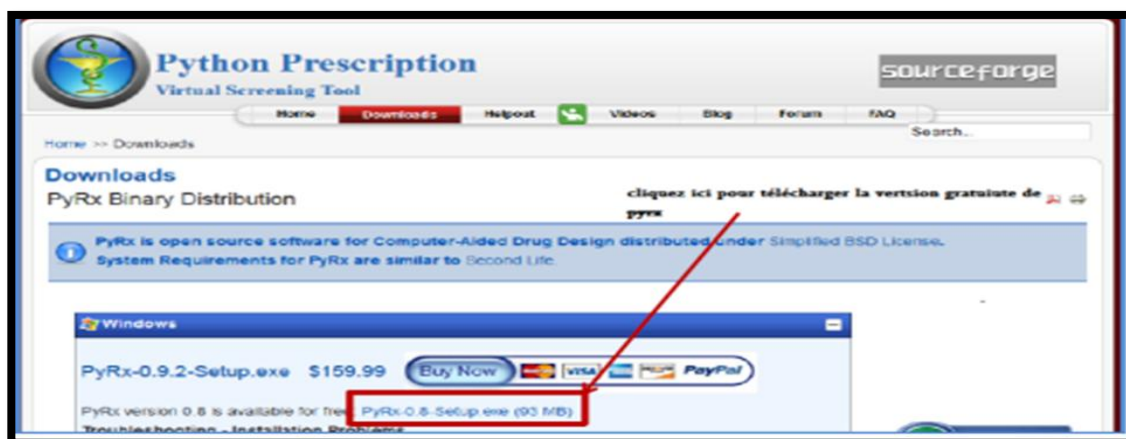 Python Prescription
Virtual Screening Tool
sourceforge
Home Downloads Helpout Videos Blog Forum FAQ
Search...
Home >> Downloads
Downloads
PyRx Binary Distribution
cliquez ici pour télécharger la vertsion gratuiute de
pyrx
PyRx is open source software for Computer-Aided Drug Design distributed under Simplified BSD License.
System Requirements for PyRx are similar to Second Life.
Windows
PyRx-0.9.2-Setup.exe $159.99 Buy Now VISA PayPal
PyRx version 0.8 is available for free PyRx-0.8-Setup.exe (93 MB)
Troubleshooting - Installation Problems